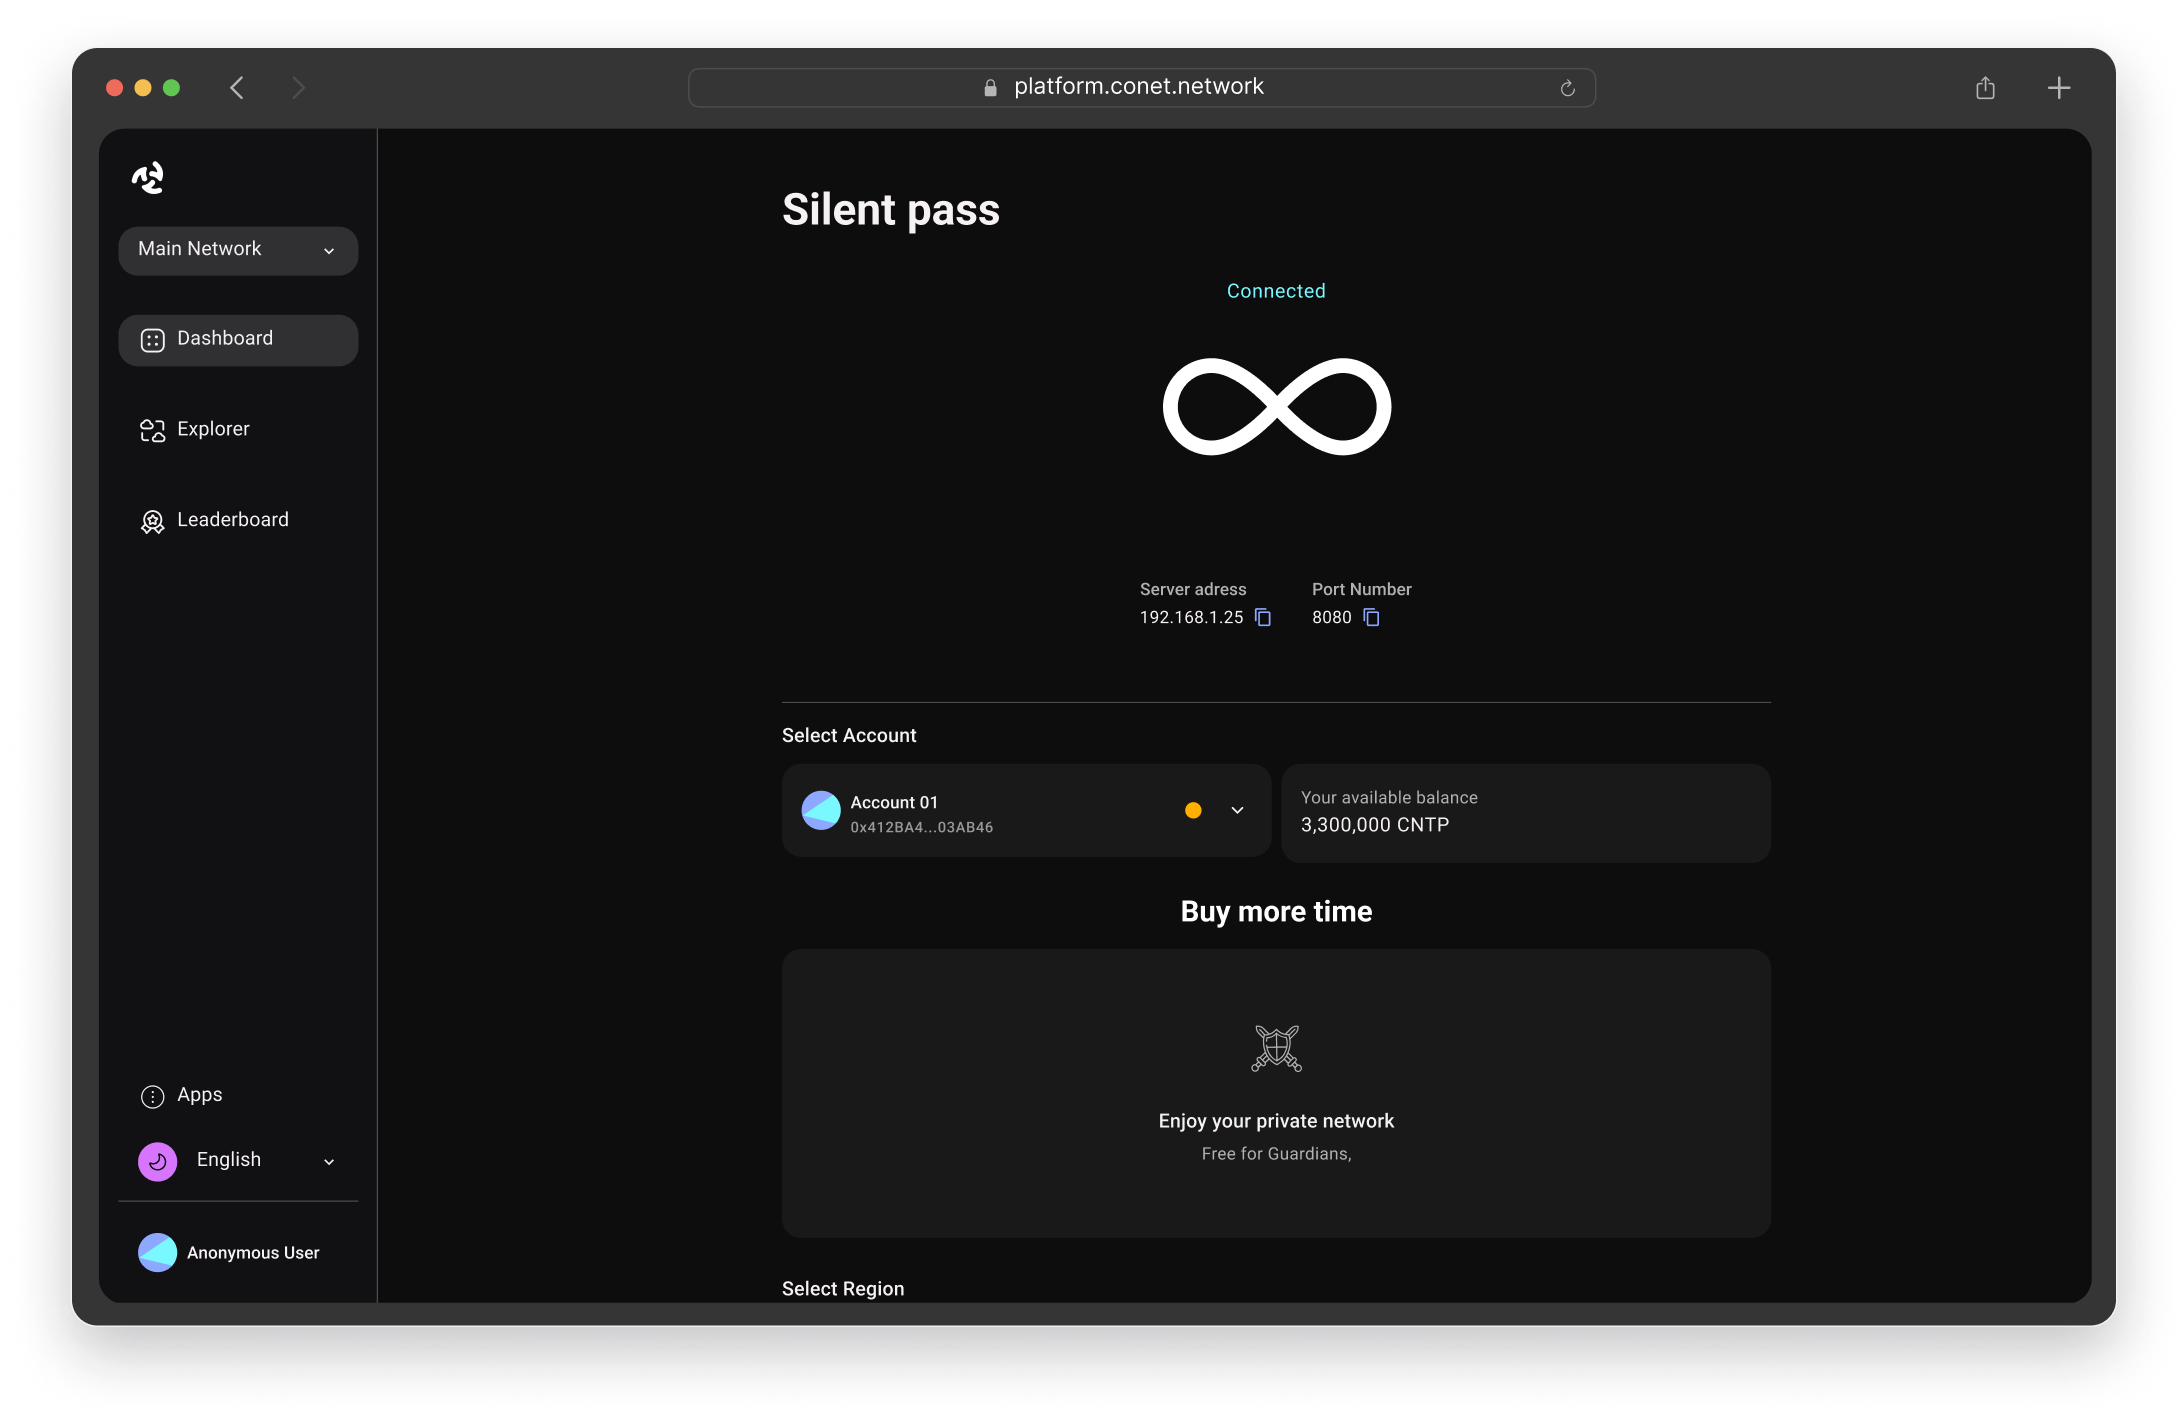 platform.conet.network
Main Network
Dashboard
Explorer
Leaderboard
Apps
English
Anonymous User
Silent pass
Connected
Server adress
192.168.1.25
Port Number
8080
Select Account
Account 01
0x412BA4...03AB46
Your available balance
3,300,000 CNTP
Buy more time
Enjoy your private network
Free for Guardians,
Select Region